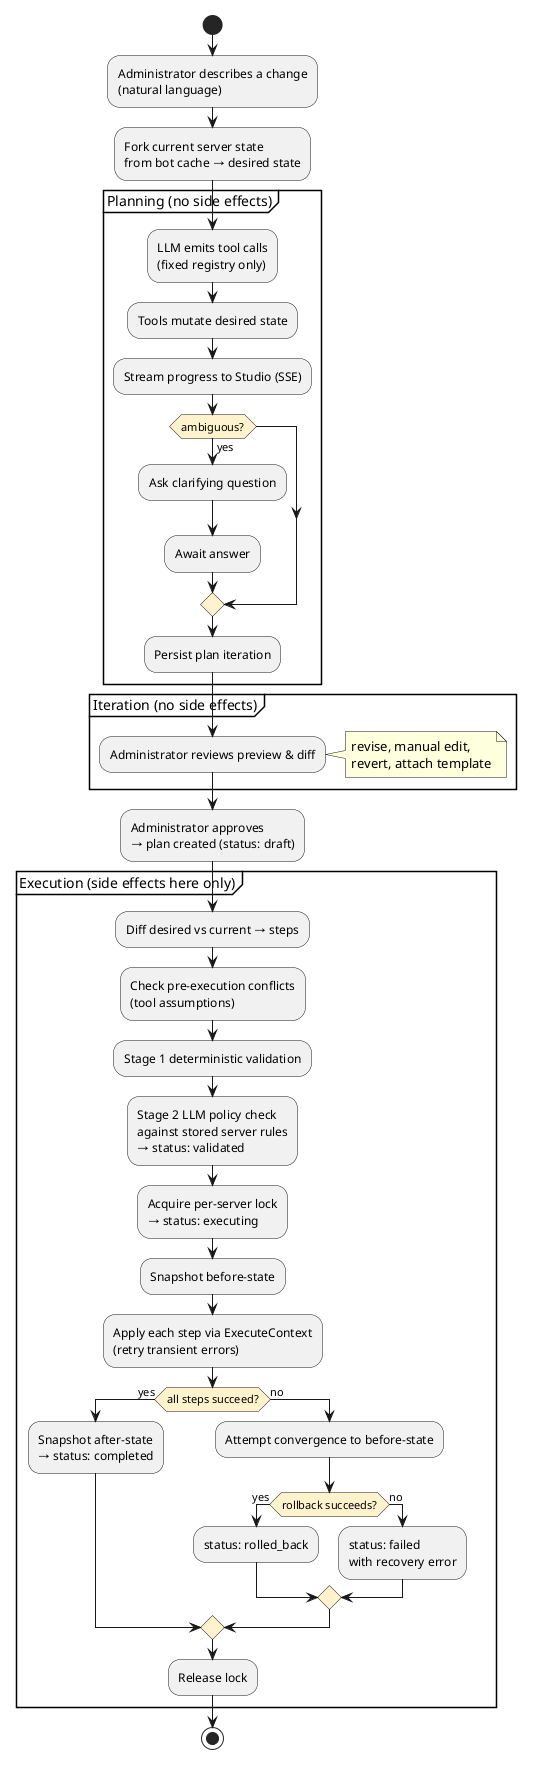 Administrator describes a change
(natural language)
Fork current server state
from bot cache → desired state
Planning (no side effects)
LLM emits tool calls
(fixed registry only)
Tools mutate desired state
Stream progress to Studio (SSE)
ambiguous?
yes
Ask clarifying question
Await answer
Persist plan iteration
Iteration (no side effects)
Administrator reviews preview & diff
revise, manual edit,
revert, attach template
Administrator approves
→ plan created (status: draft)
Execution (side effects here only)
Diff desired vs current → steps
Check pre-execution conflicts
(tool assumptions)
Stage 1 deterministic validation
Stage 2 LLM policy check
against stored server rules
→ status: validated
Acquire per-server lock
→ status: executing
Snapshot before-state
Apply each step via ExecuteContext
(retry transient errors)
yes
all steps succeed?
no
Snapshot after-state
→ status: completed
Attempt convergence to before-state
yes
rollback succeeds?
no
status: rolled_back
status: failed
with recovery error
Release lock